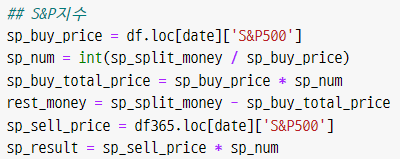 ## S&P지수
sp_buy_price = df.loc[date]['S&P500']
sp_num = int(sp_split_money / sp_buy_price)
sp_buy_total_price = sp_buy_price * sp_num
rest_money = sp_split_money - sp_buy_total_price
sp_sell_price = df365.loc[date]['S&P500']
sp_result = sp_sell_price * sp_num